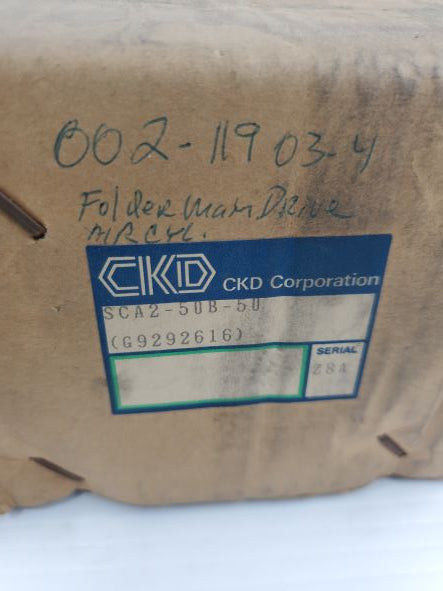 002-11903-4
Folder Main Drive
AIR CYL.
CKD CKD Corporation
SCA2-50B-50
(G9292616)
SERIAL
Z8A